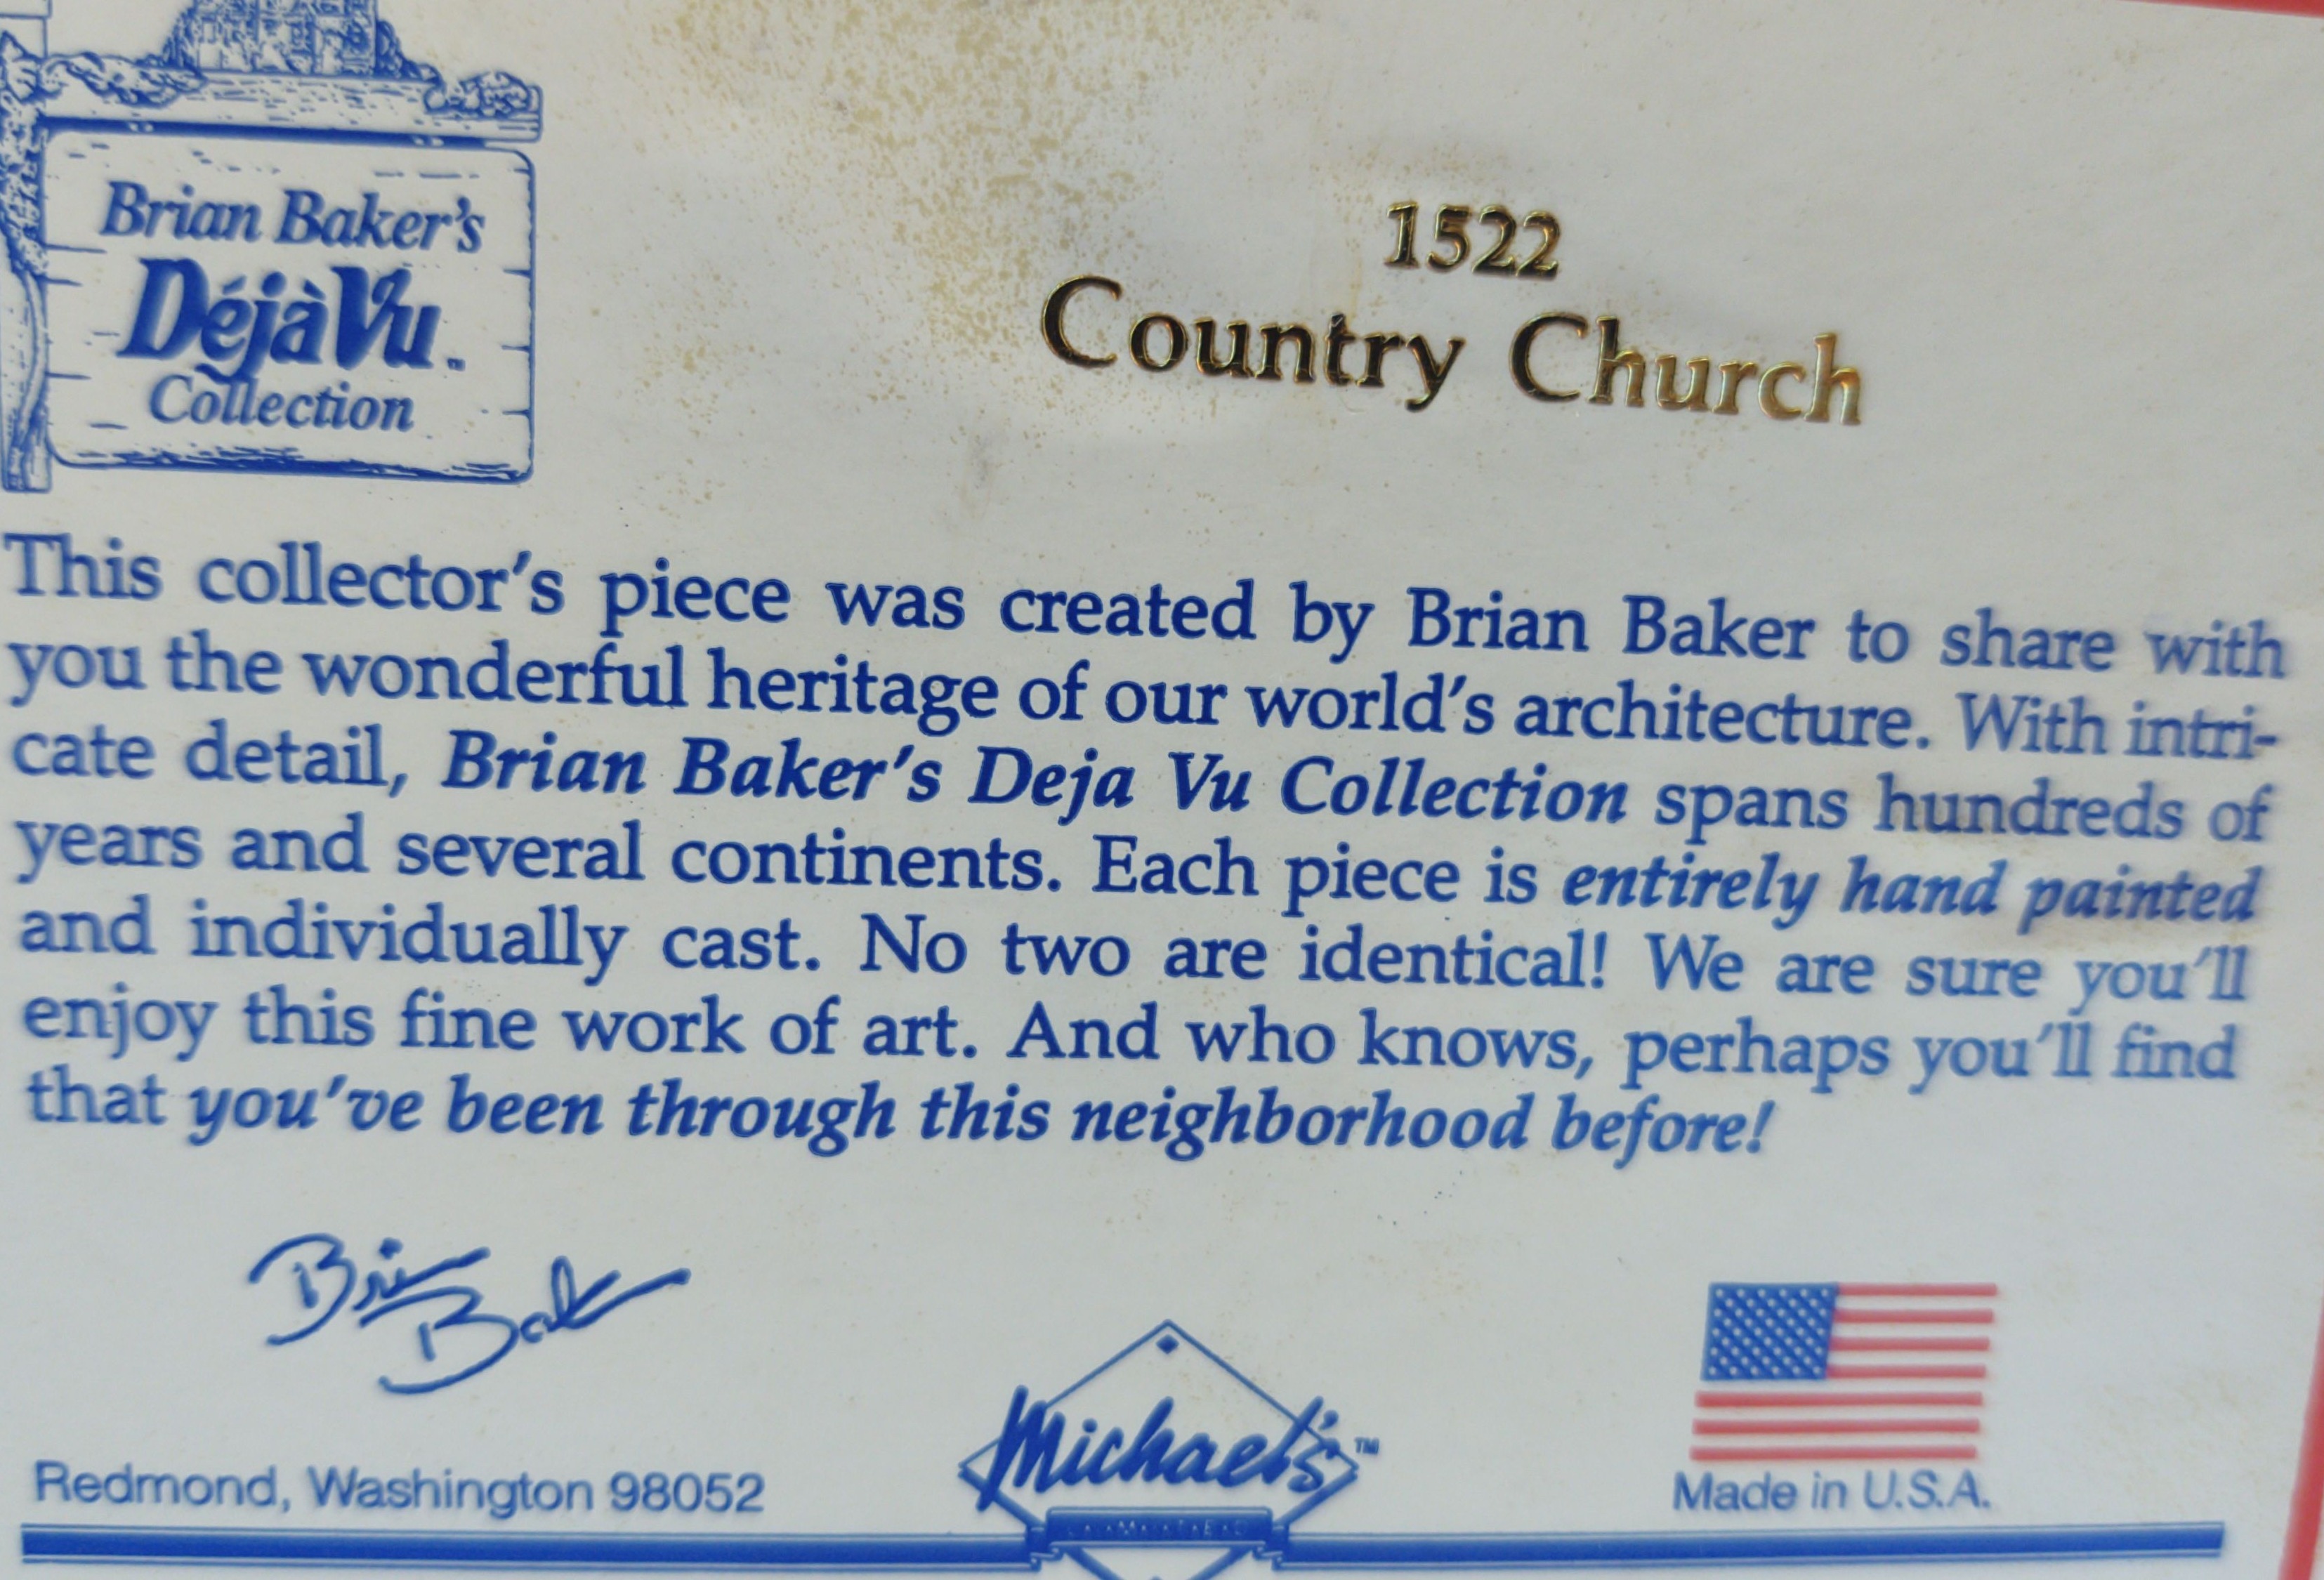 Brian Baker's
Déjà Vu™
Collection
1522
Country Church
This collector's piece was created by Brian Baker to share with
you the wonderful heritage of our world's architecture. With intri-
cate detail, Brian Baker's Deja Vu Collection spans hundreds of
years and several continents. Each piece is entirely hand painted
and individually cast. No two are identical! We are sure you'll
enjoy this fine work of art. And who knows, perhaps you'll find
that you've been through this neighborhood before!
Brian Baker
Redmond, Washington 98052
Michael's™
Made in U.S.A.